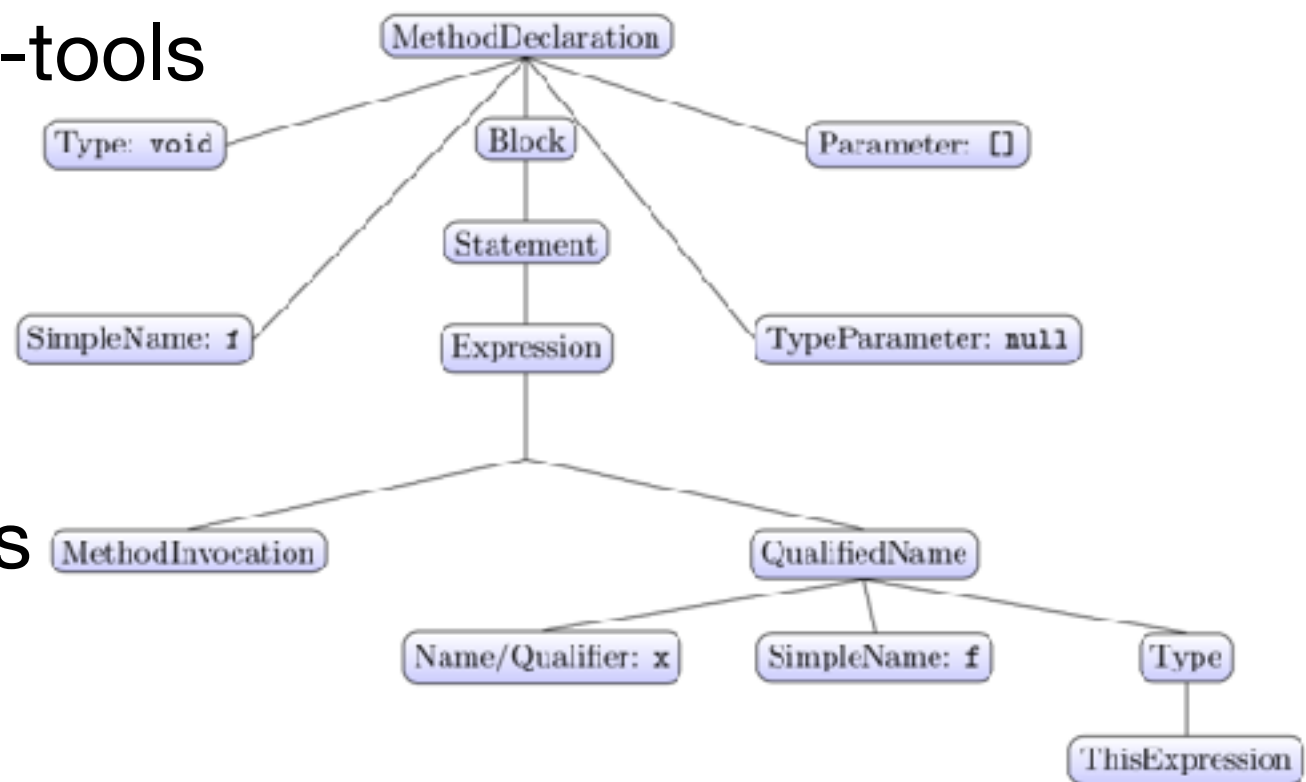 -tools
MethodDeclaration
Type: void
Block
Parameter: []
Statement
SimpleName: f
Expression
TypeParameter: null
s
MethodInvocation
QualifiedName
Name/Qualifier: x
SimpleName: f
Type
ThisExpression